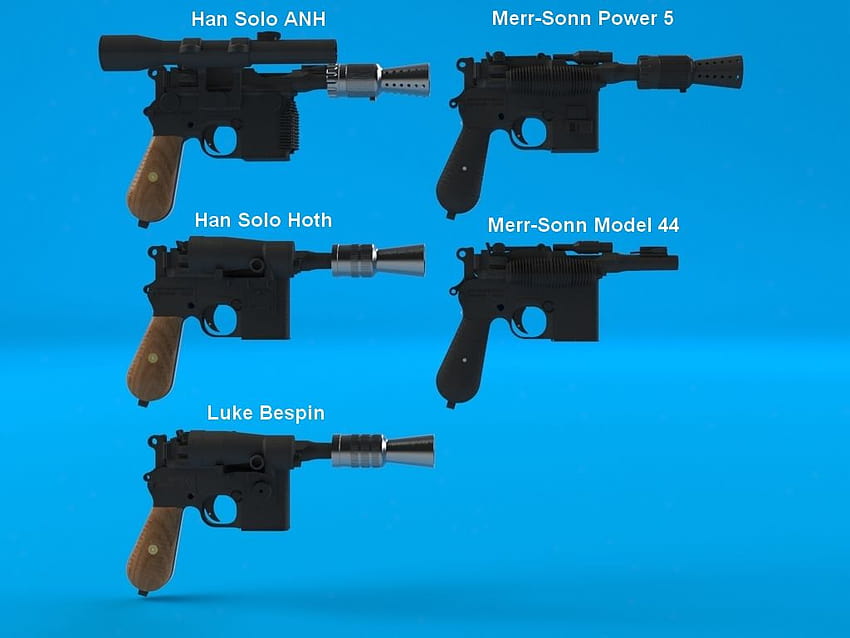 Han Solo ANH
Merr-Sonn Power 5
Han Solo Hoth
Merr-Sonn Model 44
Luke Bespin